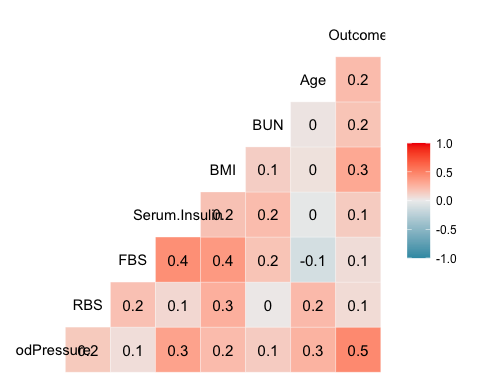 Outcome
Age 0.2
BUN 0 0.2
BMI 0.1 0 0.3
Serum.Insulin 0.2 0.2 0 0.1
FBS 0.4 0.4 0.2 -0.1 0.1
RBS 0.2 0.1 0.3 0 0.2 0.1
odPressure 0.2 0.1 0.3 0.2 0.1 0.3 0.5
1.0
0.5
0.0
-0.5
-1.0